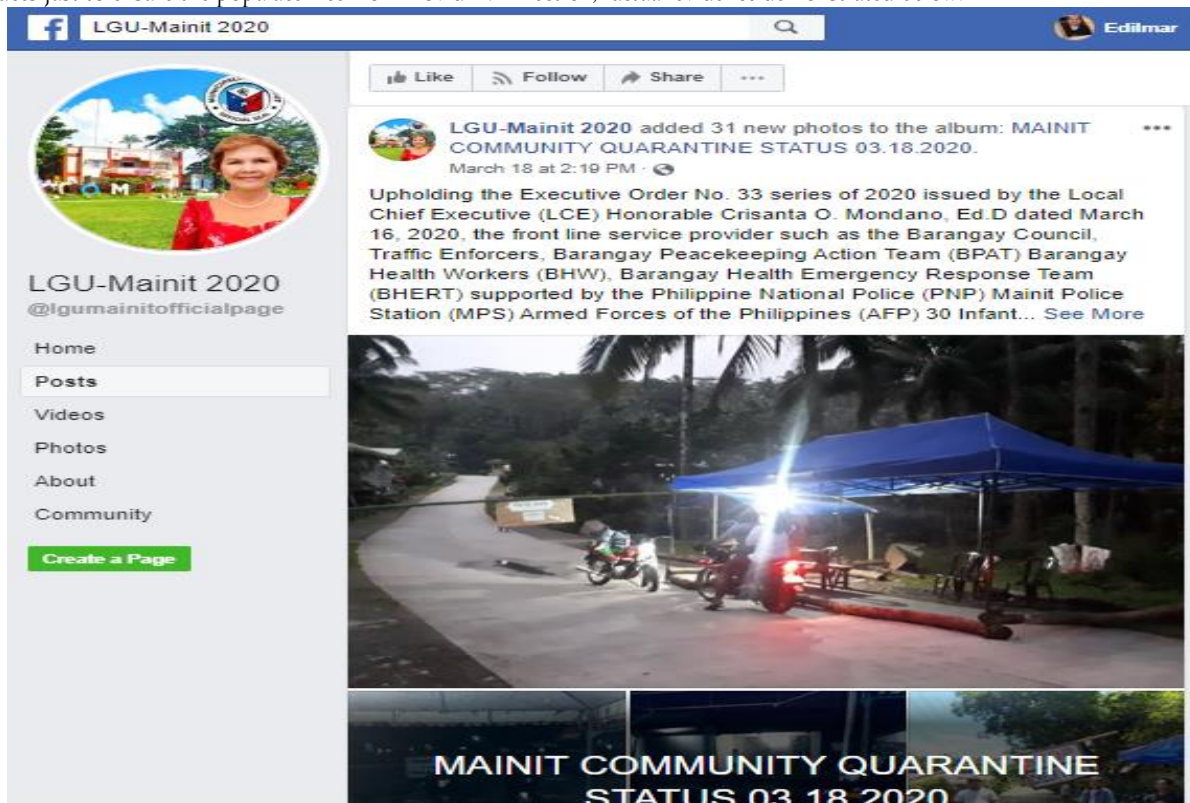 LGU-Mainit 2020
Edilmar
Like
Follow
Share
LGU-Mainit 2020 added 31 new photos to the album: MAINIT
COMMUNITY QUARANTINE STATUS 03.18.2020.
March 18 at 2:19 PM
Upholding the Executive Order No. 33 series of 2020 issued by the Local
Chief Executive (LCE) Honorable Crisanta O. Mondano, Ed.D dated March
16, 2020, the front line service provider such as the Barangay Council,
Traffic Enforcers, Barangay Peacekeeping Action Team (BPAT) Barangay
Health Workers (BHW), Barangay Health Emergency Response Team
(BHERT) supported by the Philippine National Police (PNP) Mainit Police
Station (MPS) Armed Forces of the Philippines (AFP) 30 Infant... See More
OFFICIAL SEAL
LGU-Mainit 2020
@lgumainitofficialpage
Home
Posts
Videos
Photos
About
Community
Create a Page
MAINIT COMMUNITY QUARANTINE
STATUS 03.18.2020